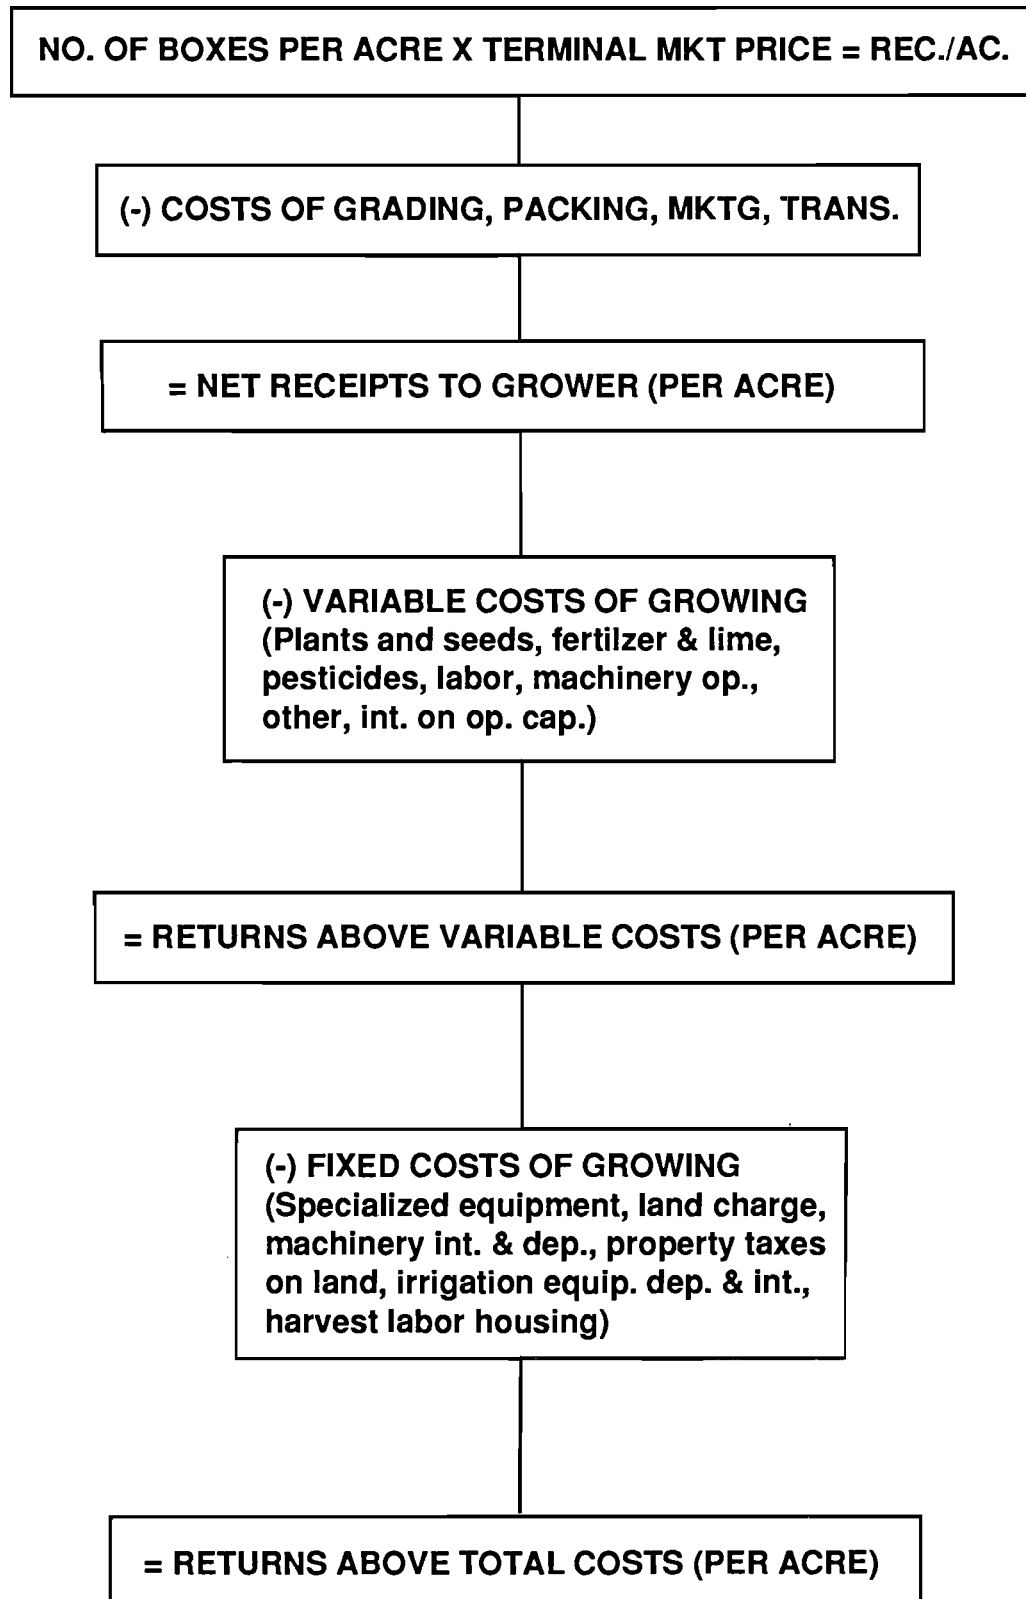 NO. OF BOXES PER ACRE X TERMINAL MKT PRICE = REC./AC.
(-) COSTS OF GRADING, PACKING, MKTG, TRANS.
= NET RECEIPTS TO GROWER (PER ACRE)
(-) VARIABLE COSTS OF GROWING
(Plants and seeds, fertilzer & lime,
pesticides, labor, machinery op.,
other, int. on op. cap.)
= RETURNS ABOVE VARIABLE COSTS (PER ACRE)
(-) FIXED COSTS OF GROWING
(Specialized equipment, land charge,
machinery int. & dep., property taxes
on land, irrigation equip. dep. & int.,
harvest labor housing)
= RETURNS ABOVE TOTAL COSTS (PER ACRE)